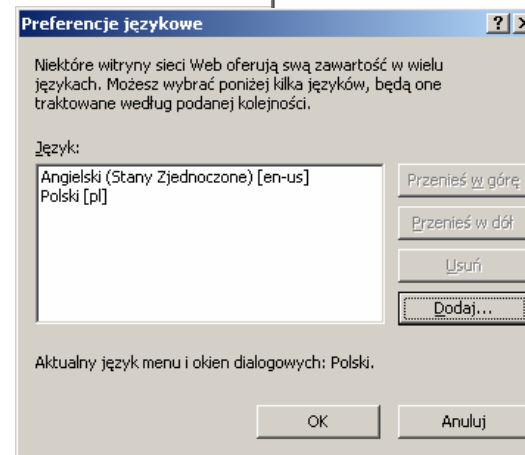 Preferencje językowe
Niektóre witryny sieci Web oferują swą zawartość w wielu
językach. Możesz wybrać poniżej kilka języków, będą one
traktowane według podanej kolejności.
Język:
Angielski (Stany Zjednoczone) [en-us]
Polski [pl]
Przenieś w górę
Przenieś w dół
Usuń
Dodaj...
Aktualny język menu i okien dialogowych: Polski.
OK
Anuluj